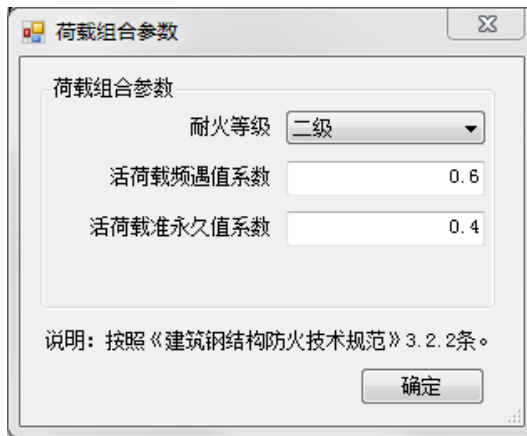 荷载组合参数
荷载组合参数
耐火等级 二级
活荷载频遇值系数 0.6
活荷载准永久值系数 0.4
说明：按照《建筑钢结构防火技术规范》3.2.2条。
确定